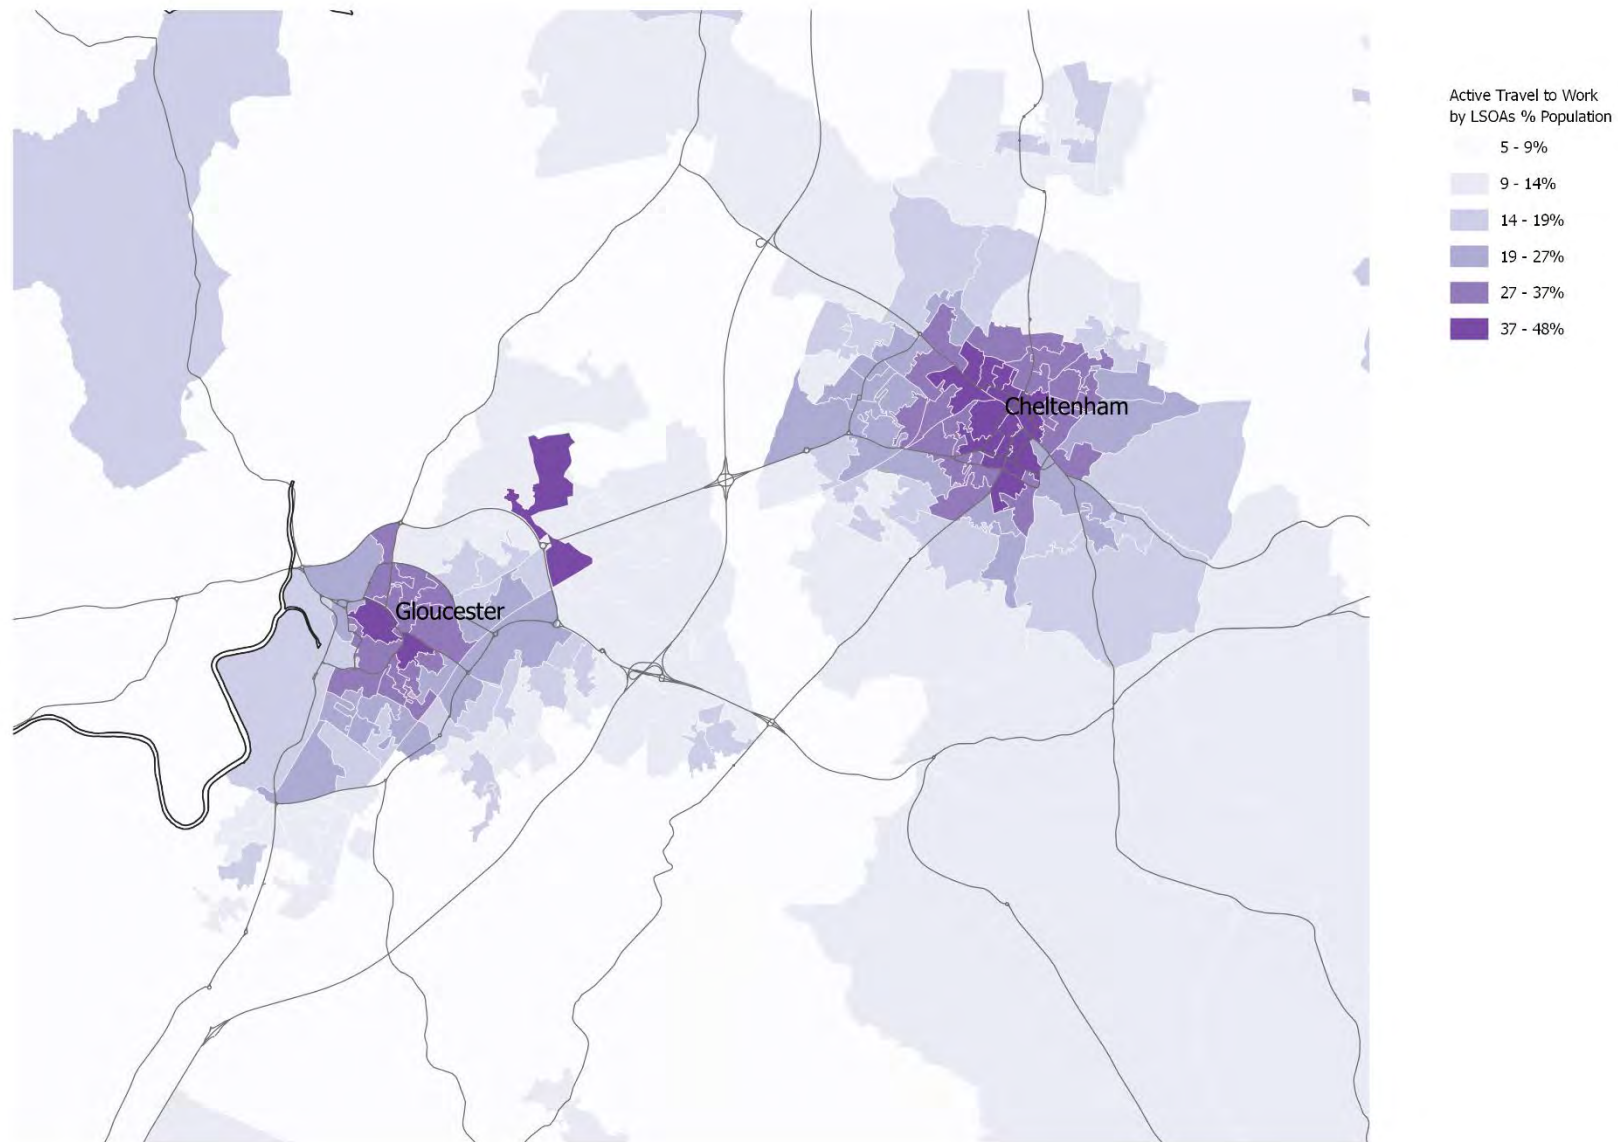 Active Travel to Work
by LSOAs % Population
5 - 9%
9 - 14%
14 - 19%
19 - 27%
27 - 37%
37 - 48%
Cheltenham
Gloucester